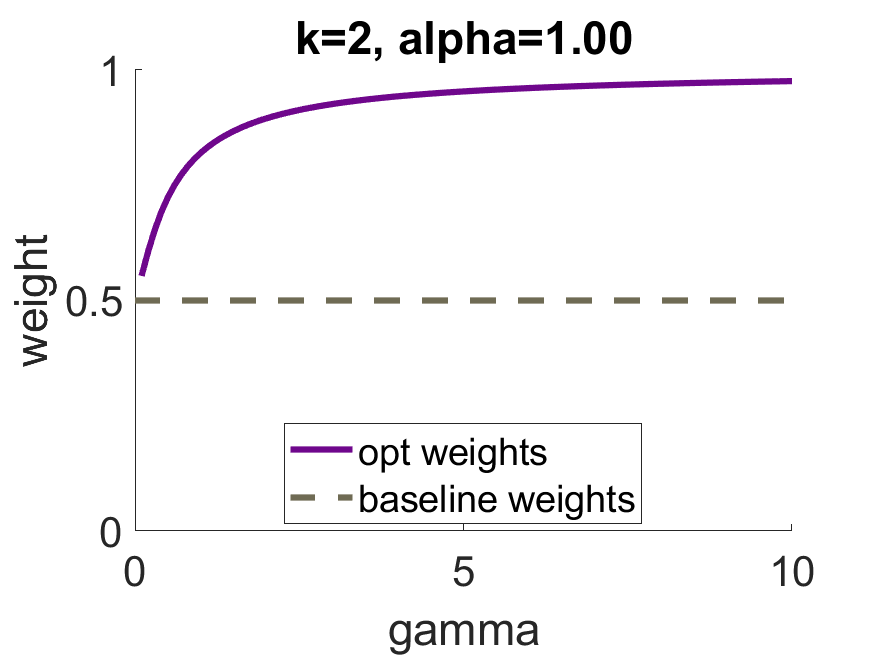 k=2, alpha=1.00
1
0.5
0
weight
opt weights
baseline weights
0
5
10
gamma